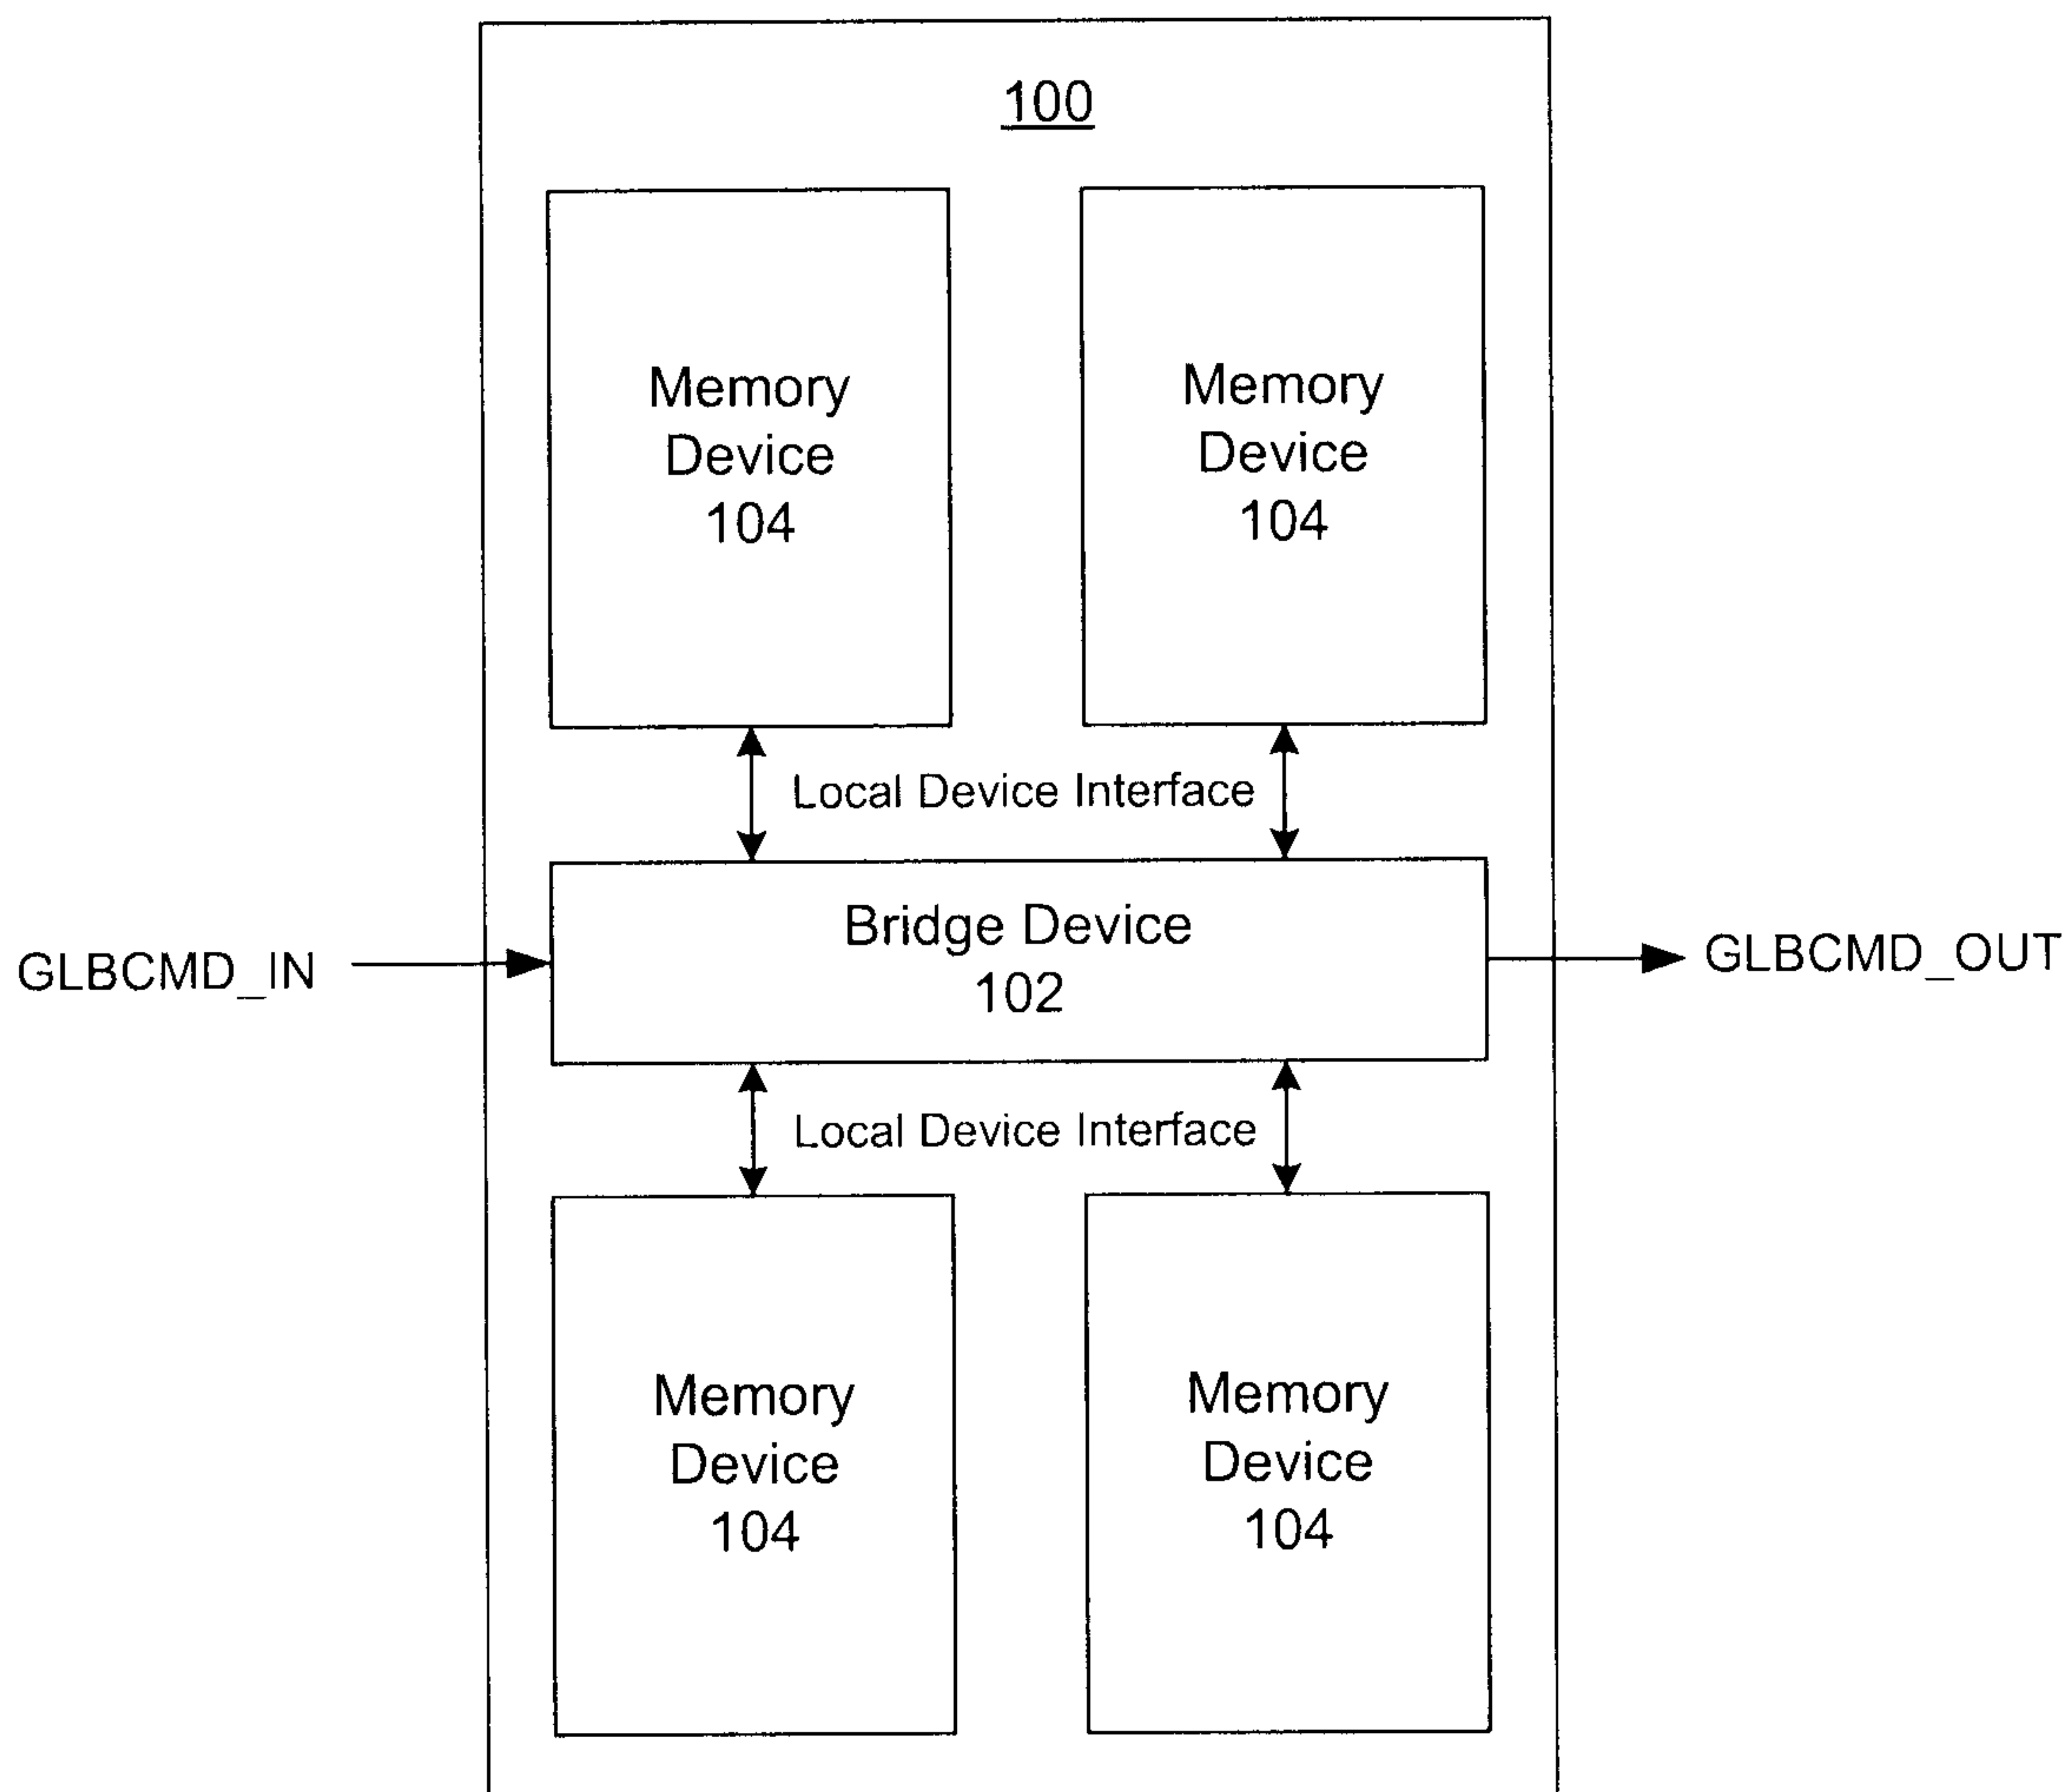 100
Memory
Device
104
Memory
Device
104
Local Device Interface
Bridge Device
102
GLBCMD_IN
GLBCMD_OUT
Local Device Interface
Memory
Device
104
Memory
Device
104